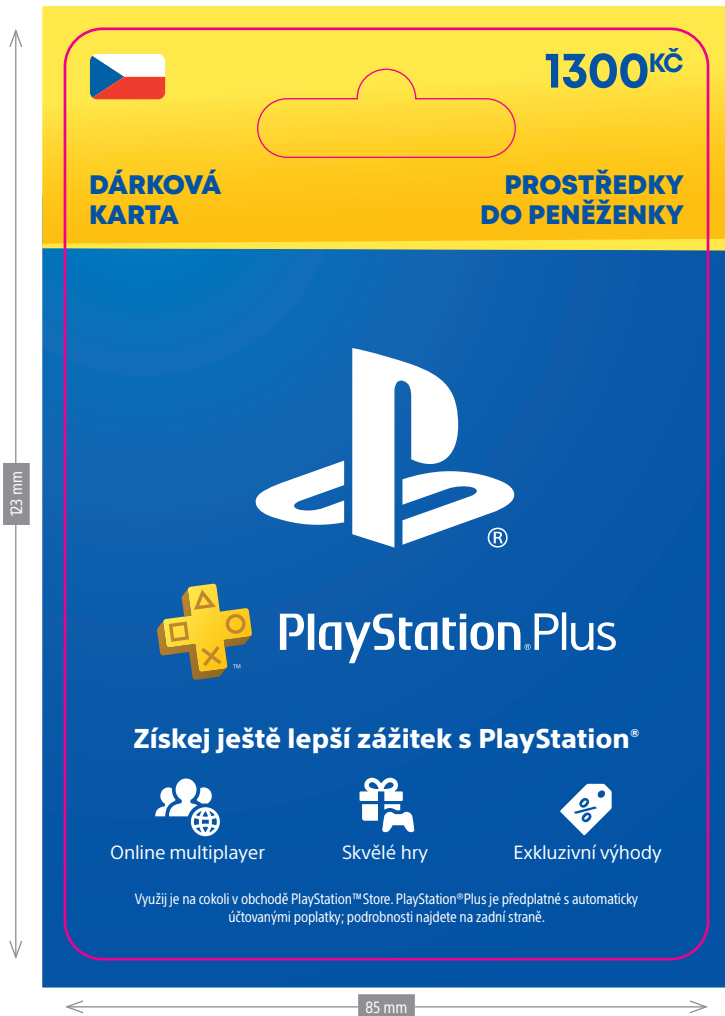 1300KČ
DÁRKOVÁ
KARTA
PROSTŘEDKY
DO PENĚŽENKY
123 mm
®
TM
PlayStation®Plus
Získej ještě lepší zážitek s PlayStation®
Online multiplayer
Skvělé hry
Exkluzivní výhody
Využij je na cokoli v obchodě PlayStation™Store. PlayStation®Plus je předplatné s automaticky
účtovanými poplatky; podrobnosti najdete na zadní straně.
85 mm